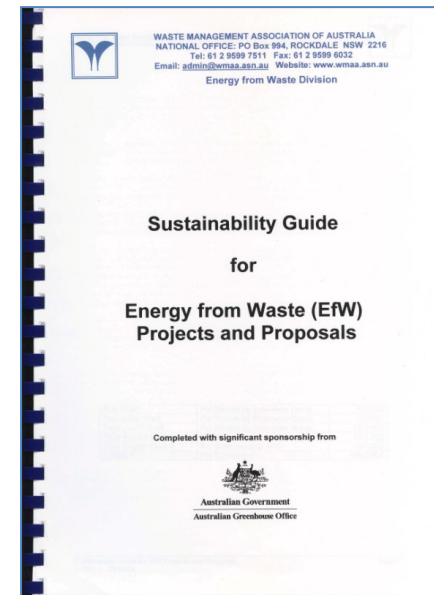 WASTE MANAGEMENT ASSOCIATION OF AUSTRALIA
NATIONAL OFFICE: PO Box 994, ROCKDALE NSW 2216
Tel: 61 2 9599 7511 Fax: 61 2 9599 6032
Email: admin@wmaa.asn.au Website: www.wmaa.asn.au
Energy from Waste Division
Sustainability Guide
for
Energy from Waste (EfW)
Projects and Proposals
Completed with significant sponsorship from
Australian Government
Australian Greenhouse Office